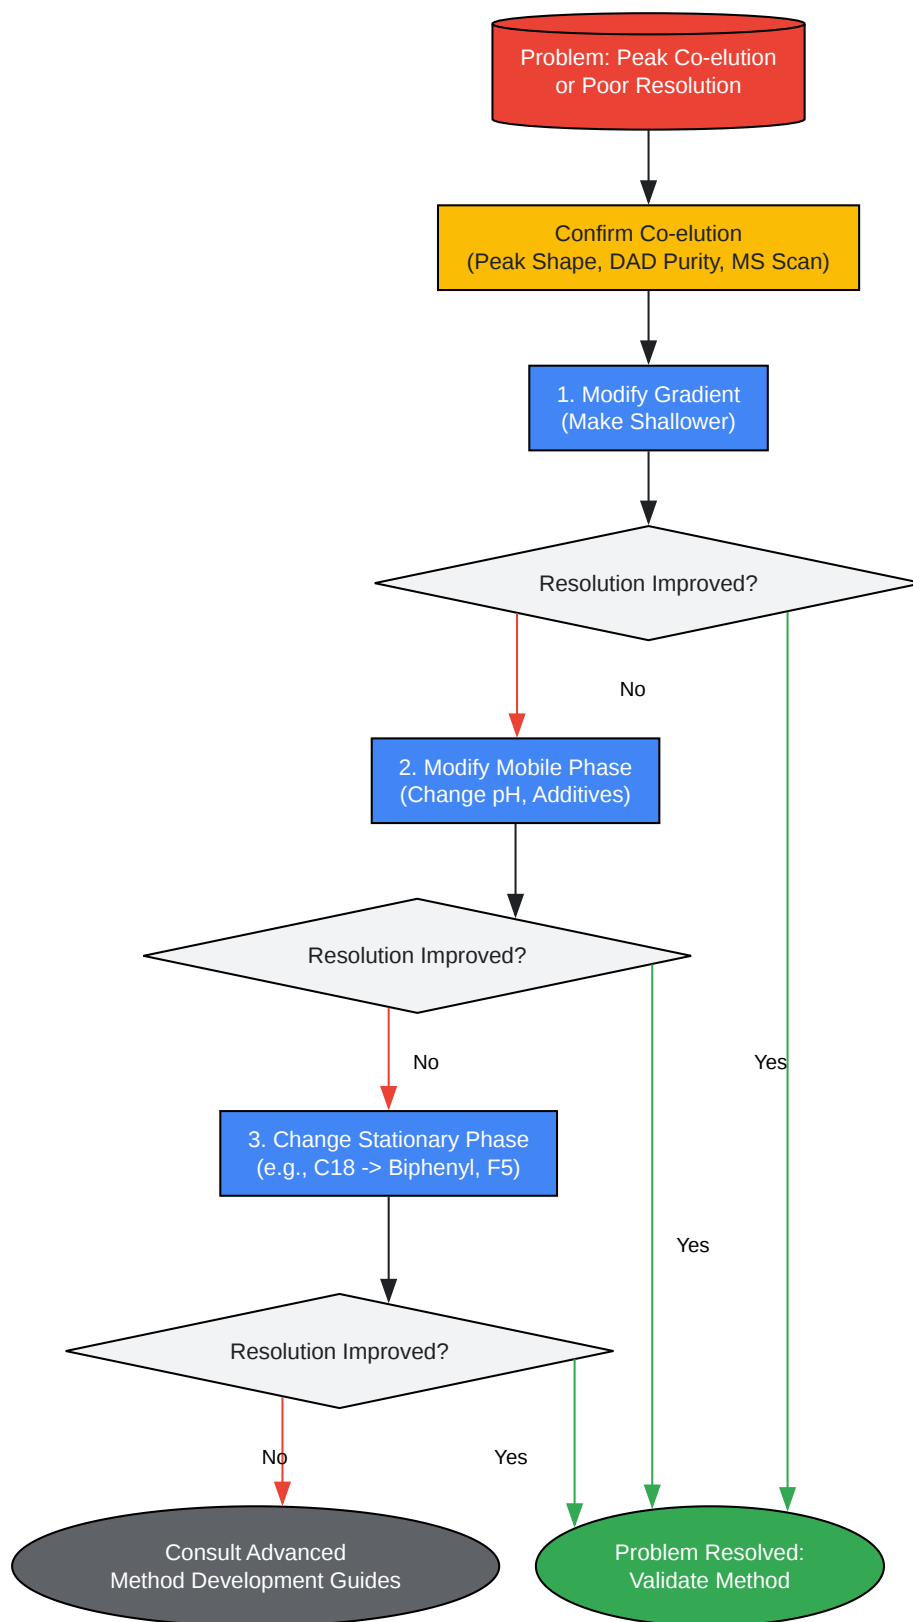 Problem: Peak Co-elution
or Poor Resolution
Confirm Co-elution
(Peak Shape, DAD Purity, MS Scan)
1. Modify Gradient
(Make Shallower)
Resolution Improved?
No
2. Modify Mobile Phase
(Change pH, Additives)
Resolution Improved?
No
Yes
3. Change Stationary Phase
(e.g., C18 -> Biphenyl, F5)
Yes
Resolution Improved?
No
Yes
Consult Advanced
Method Development Guides
Problem Resolved:
Validate Method